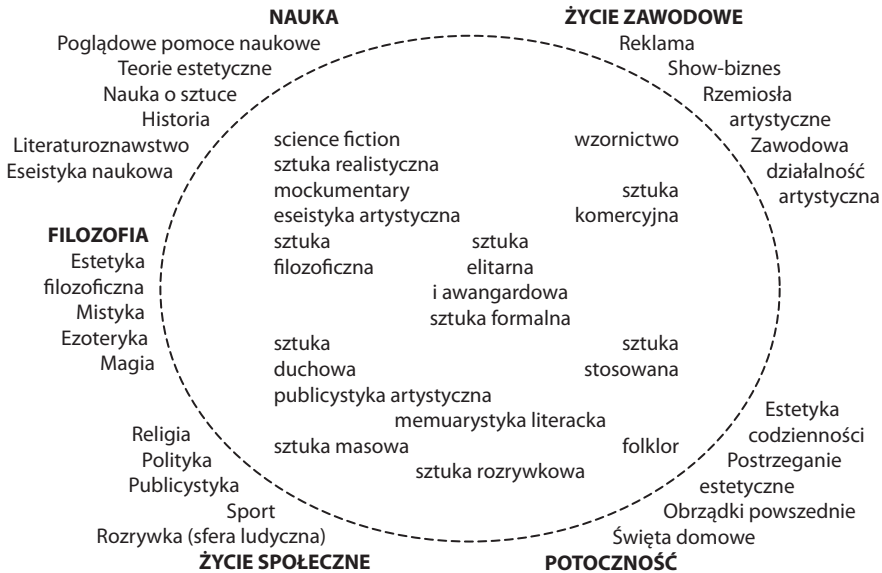 NAUKA
Poglądowe pomoce naukowe
Teorie estetyczne
Nauka o sztuce
Historia
Literaturoznawstwo
Eseistyka naukowa
ŻYCIE ZAWODOWE
Reklama
Show-biznes
Rzemiosła
artystyczne
Zawodowa
działalność
artystyczna
science fiction
sztuka realistyczna
mockumentary
eseistyka artystyczna
sztuka
filozoficzna
wzornictwo
sztuka
komercyjna
sztuka
elitarna
i awangardowa
sztuka formalna
FILOZOFIA
Estetyka
filozoficzna
Mistyka
Ezoteryka
Magia
sztuka
duchowa
sztuka
stosowana
publicystyka artystyczna
memuarystyka literacka
sztuka masowa
folklor
sztuka rozrywkowa
Religia
Polityka
Publicystyka
Sport
Rozrywka (sfera ludyczna)
ŻYCIE SPOŁECZNE
Estetyka
codzienności
Postrzeganie
estetyczne
Obrządki powszednie
Święta domowe
POTOCZNOŚĆ